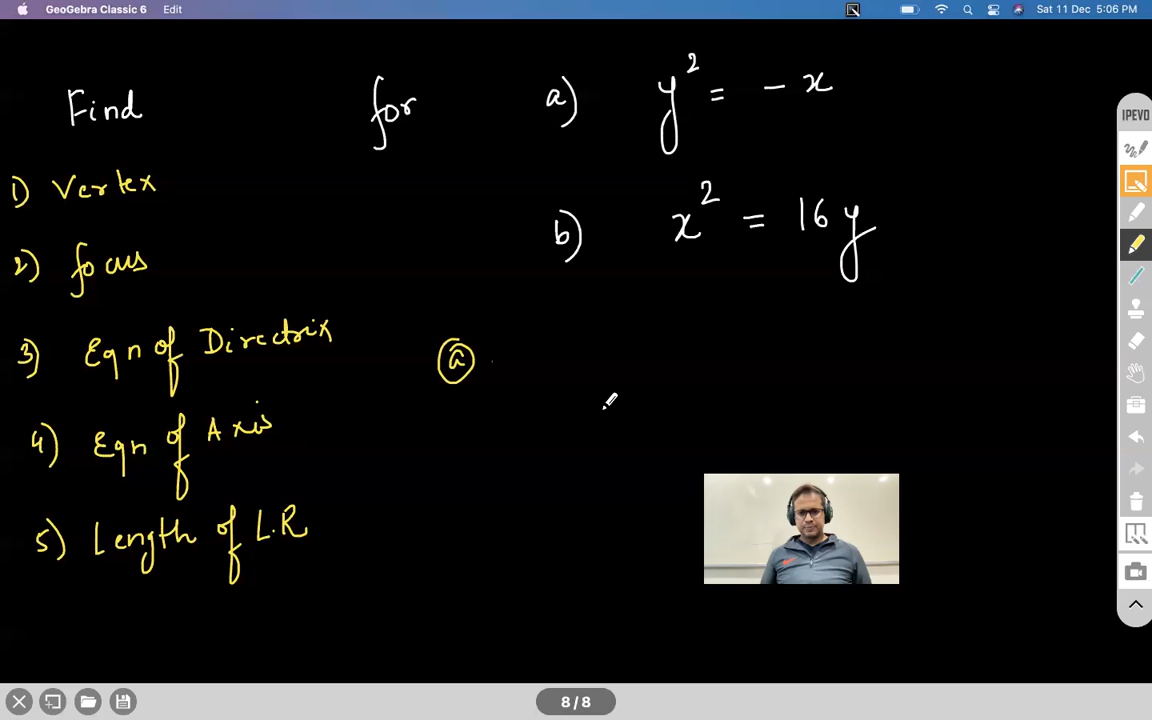 GeoGebra Classic 6 Edit Sat 11 Dec 5:06 PM
Find for a) y² = - x
b) x² = 16y
1) Vertex
2) focus
3) Eqn of Directrix
4) Eqn of Axis
5) Length of L.R
a
IPEVO
8 / 8